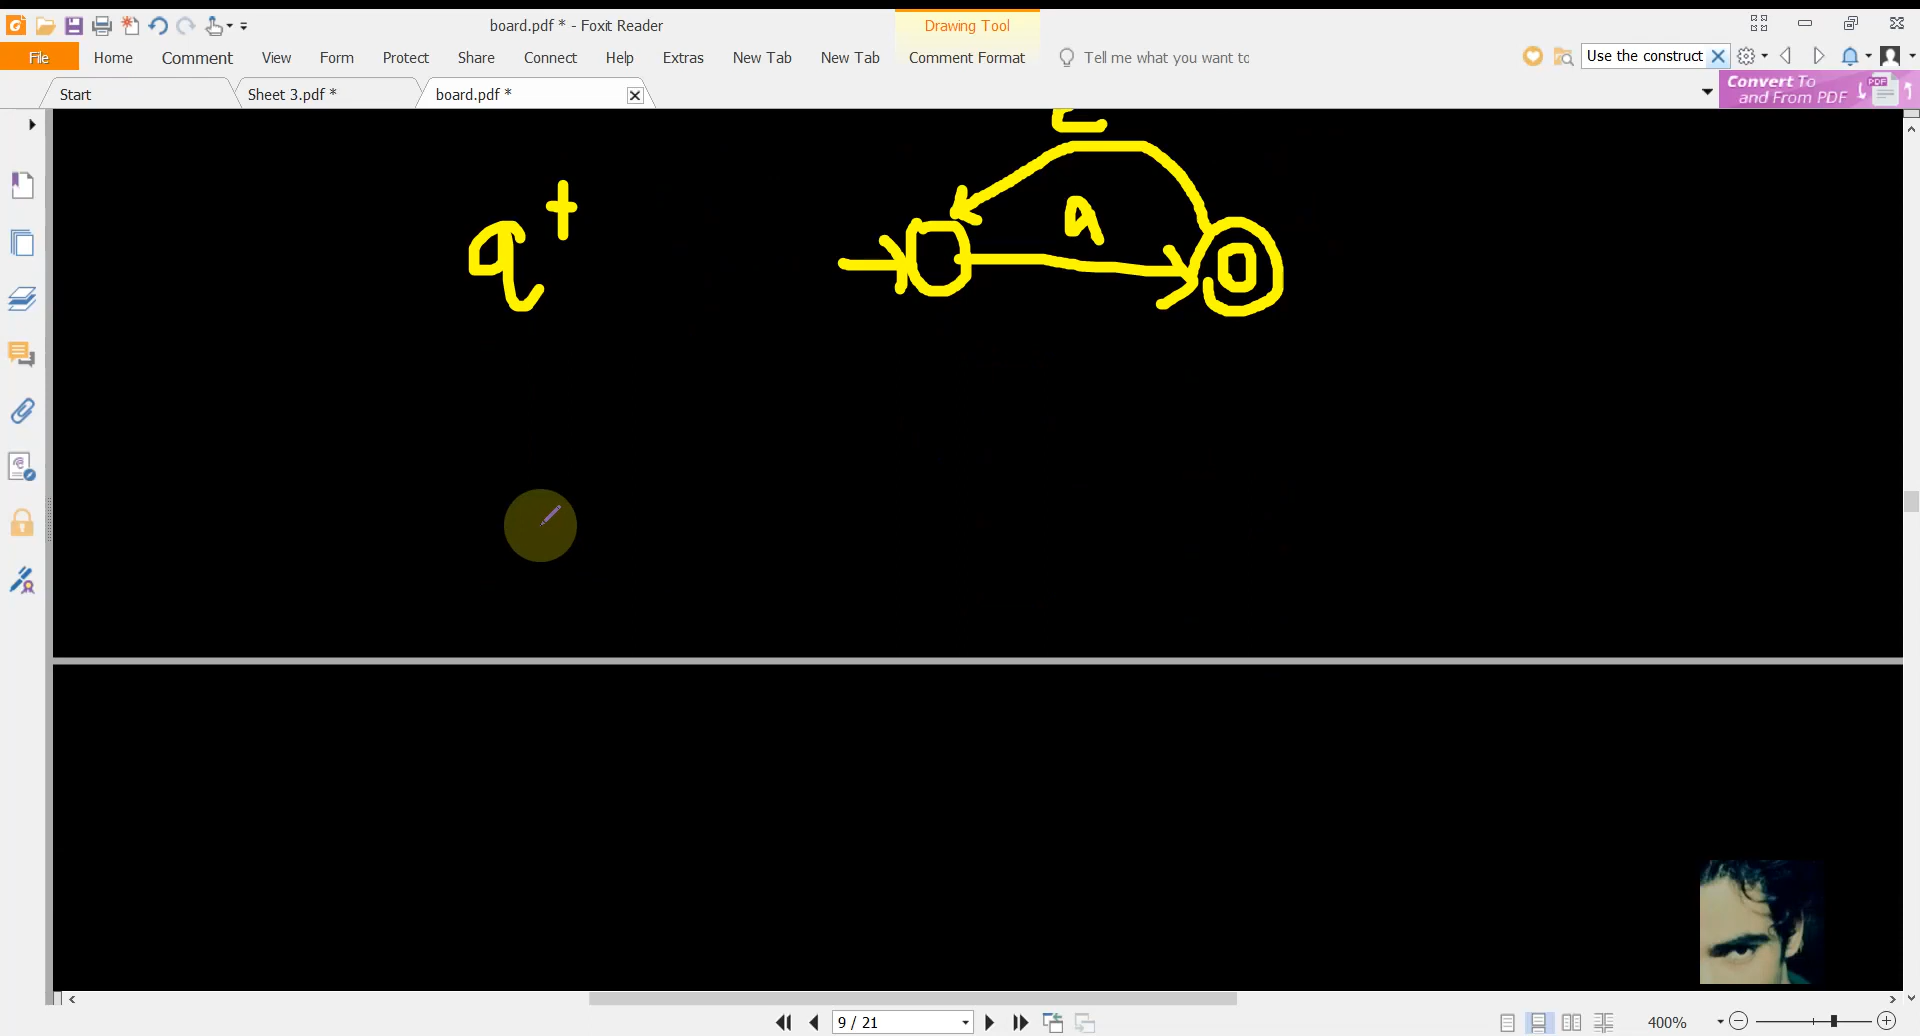 board.pdf * - Foxit Reader
Drawing Tool
File Home Comment View Form Protect Share Connect Help Extras New Tab New Tab Comment Format Tell me what you want to Use the construct
Start Sheet 3.pdf * board.pdf *
Convert To
and From PDF
PDF
a
a +
9 / 21
400%